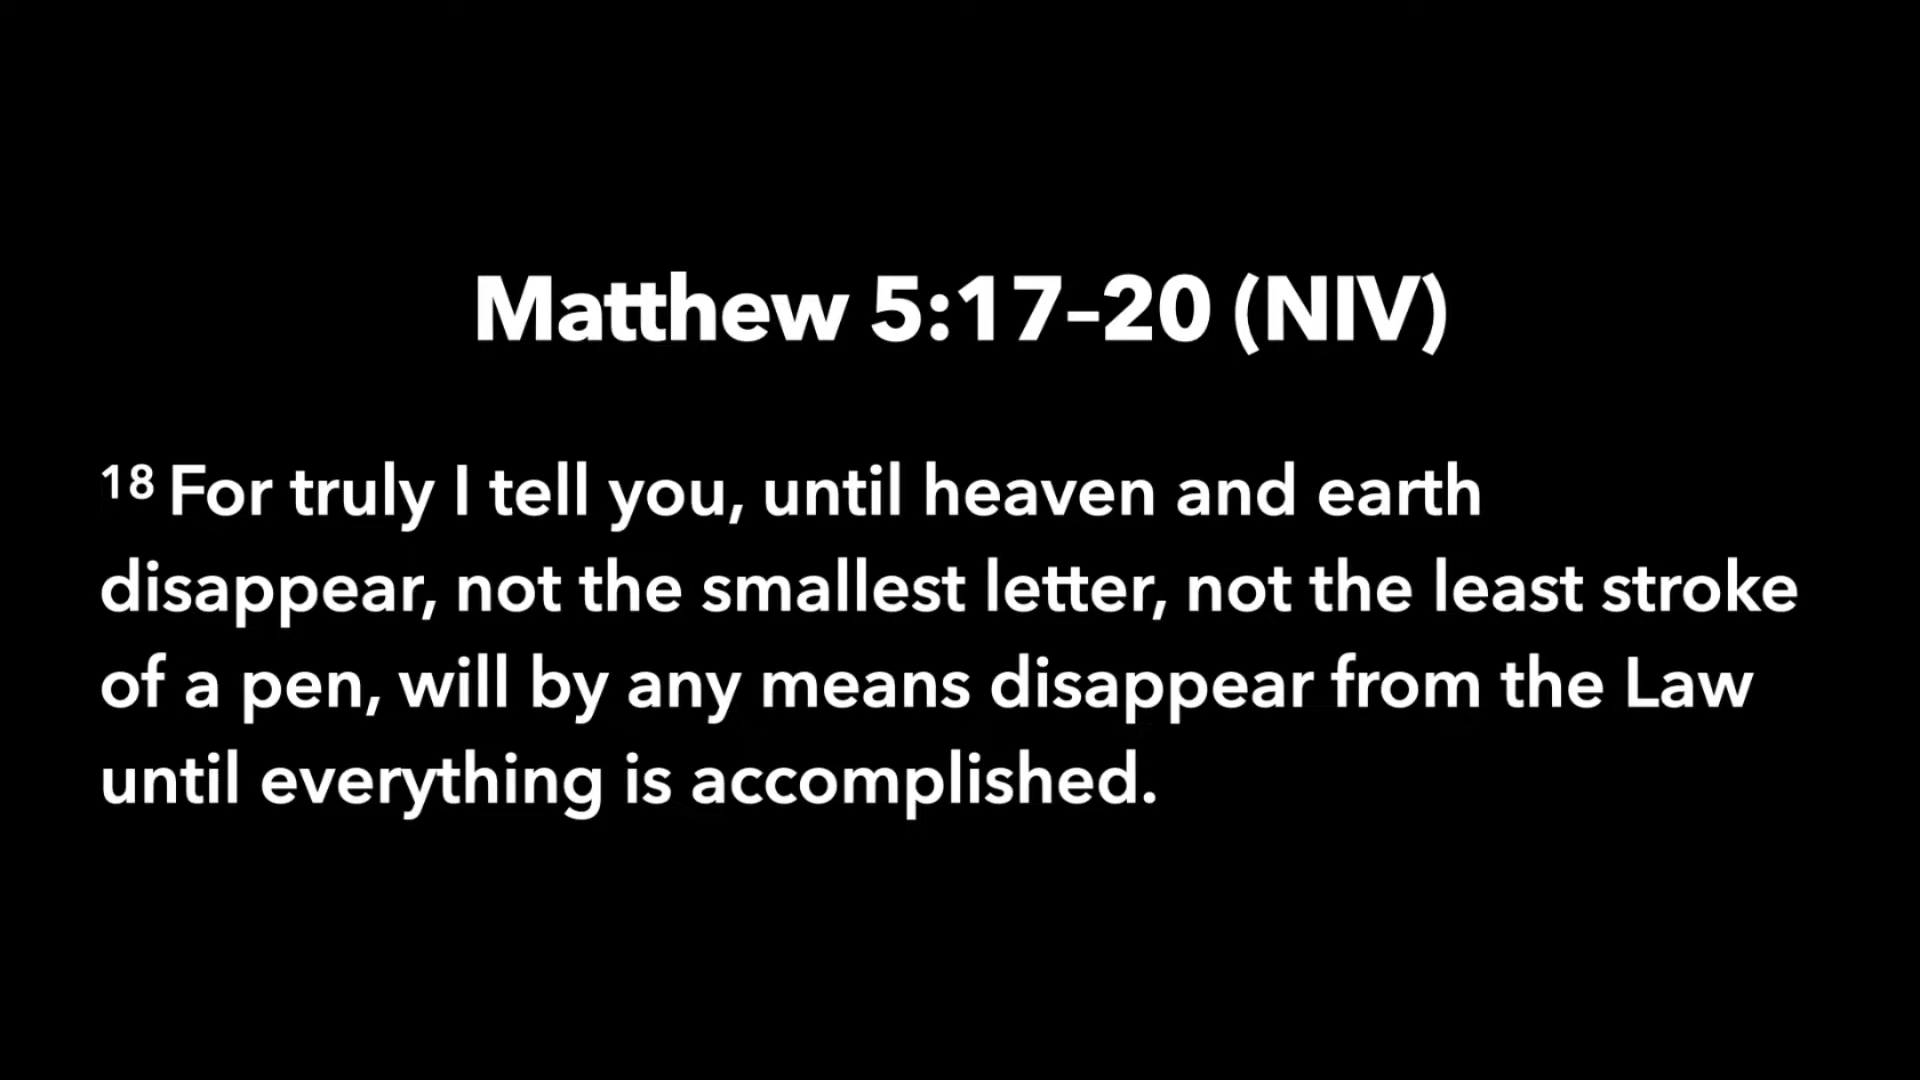 Matthew 5:17–20 (NIV)
18 For truly I tell you, until heaven and earth
disappear, not the smallest letter, not the least stroke
of a pen, will by any means disappear from the Law
until everything is accomplished.